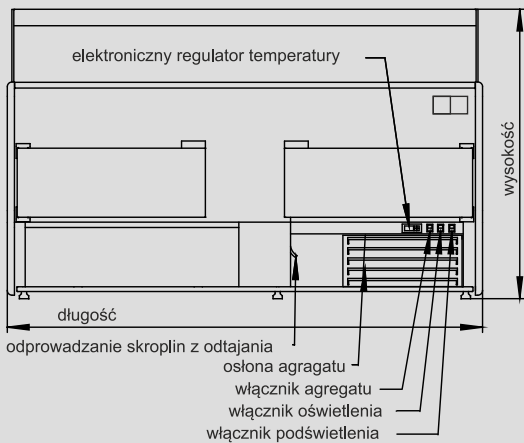 elektroniczny regulator temperatury
wysokość
długość
odprowadzanie skroplin z odtajania
osłona agragatu
włącznik agregatu
włącznik oświetlenia
włącznik podświetlenia